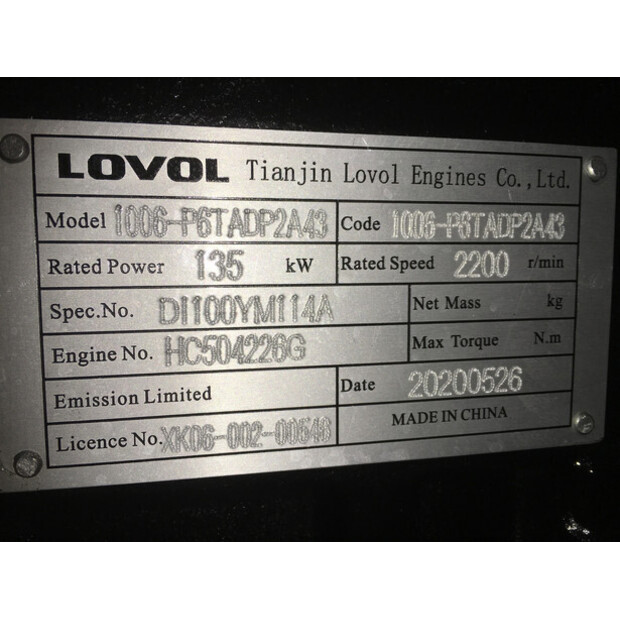 LOVOL Tianjin Lovol Engines Co.,Ltd.
Model 1006-P6TADP2A43 Code 1006-P6TADP2A43
Rated Power 135 kW Rated Speed 2200 r/min
Spec.No. DI100YM114A Net Mass kg
Engine No. HC504226G Max Torque N.m
Emission Limited Date 20200526
Licence No. XK06-002-00546 MADE IN CHINA